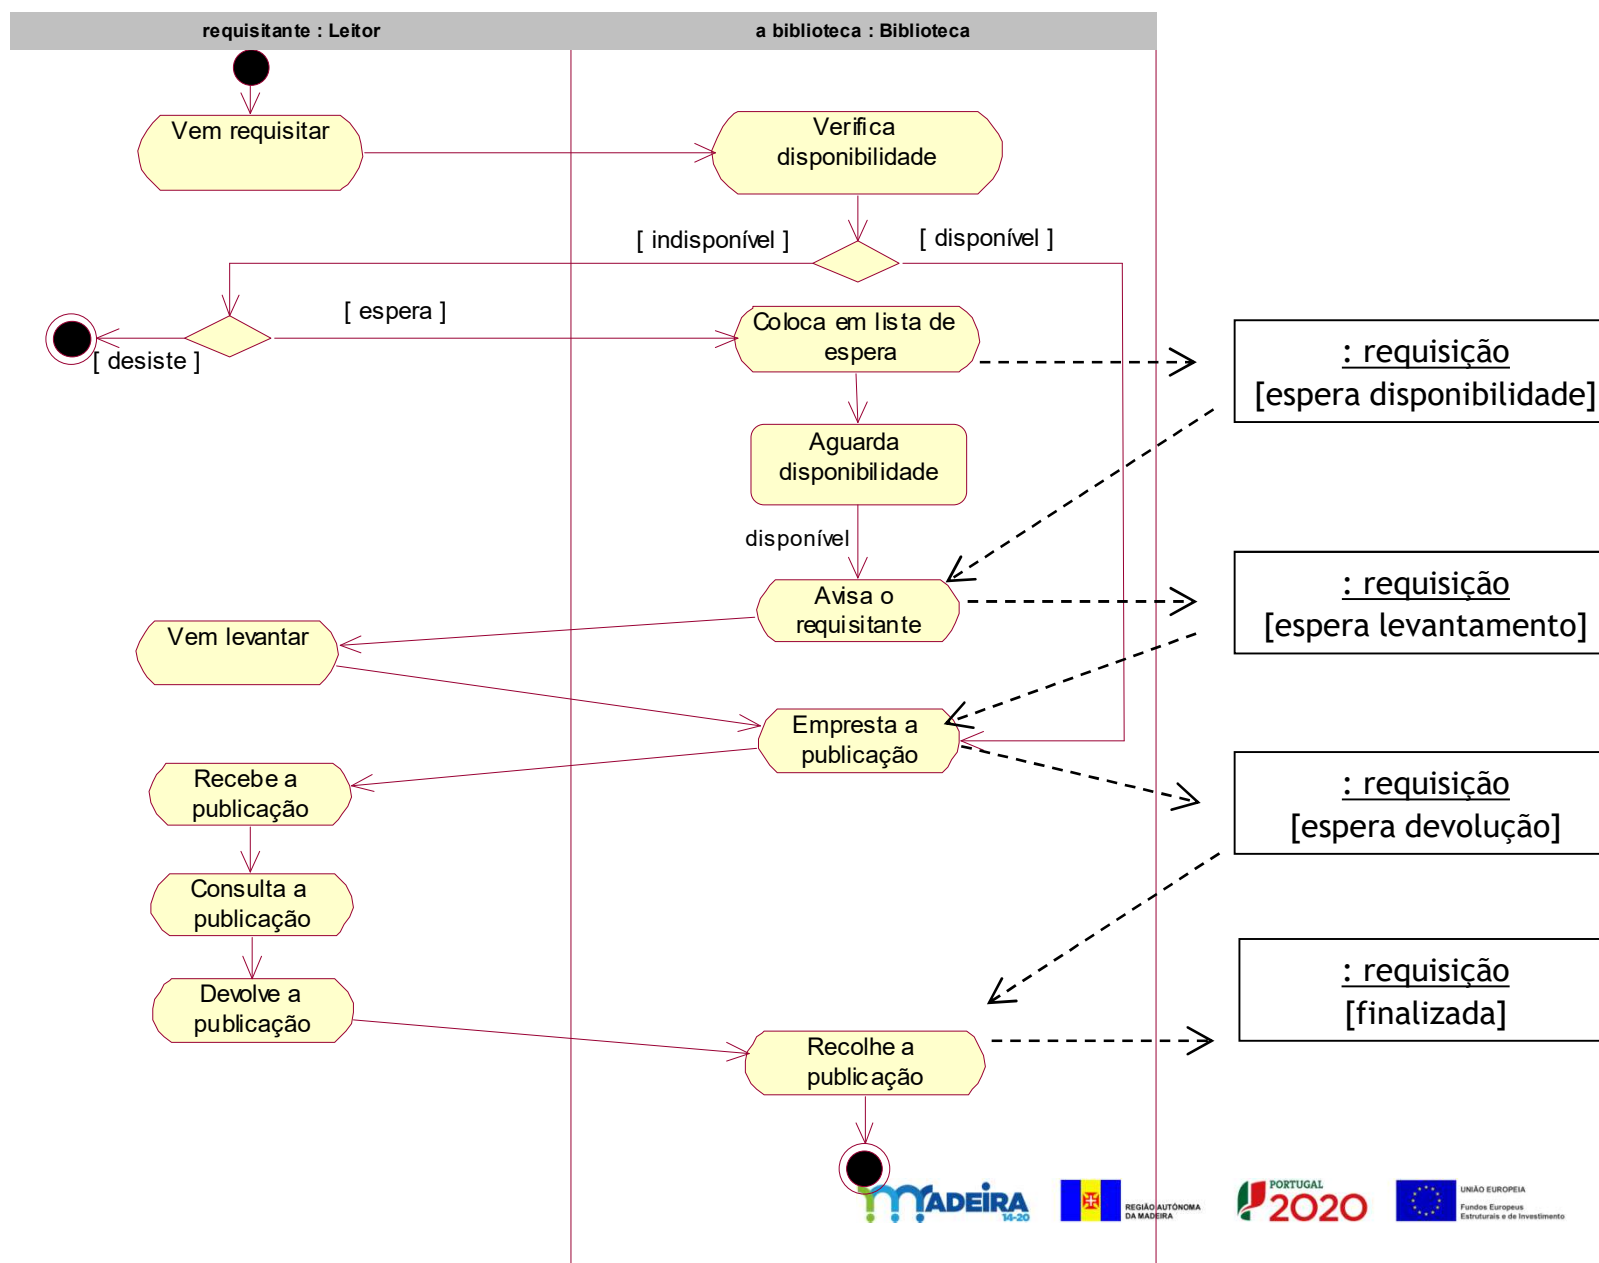 requisitante : Leitor
a biblioteca : Biblioteca
Vem requisitar
Verifica
disponibilidade
[ indisponível ]
[ disponível ]
[ espera ]
[ desiste ]
Coloca em lista de
espera
: requisição
[espera disponibilidade]
Aguarda
disponibilidade
disponível
Avisa o
requisitante
: requisição
[espera levantamento]
Vem levantar
Empresta a
publicação
Recebe a
publicação
: requisição
[espera devolução]
Consulta a
publicação
Devolve a
publicação
: requisição
[finalizada]
Recolhe a
publicação
MADEIRA
14-20
REGIÃO AUTÓNOMA
DA MADEIRA
PORTUGAL
2020
UNIÃO EUROPEIA
Fundos Europeus
Estruturais e de Investimento